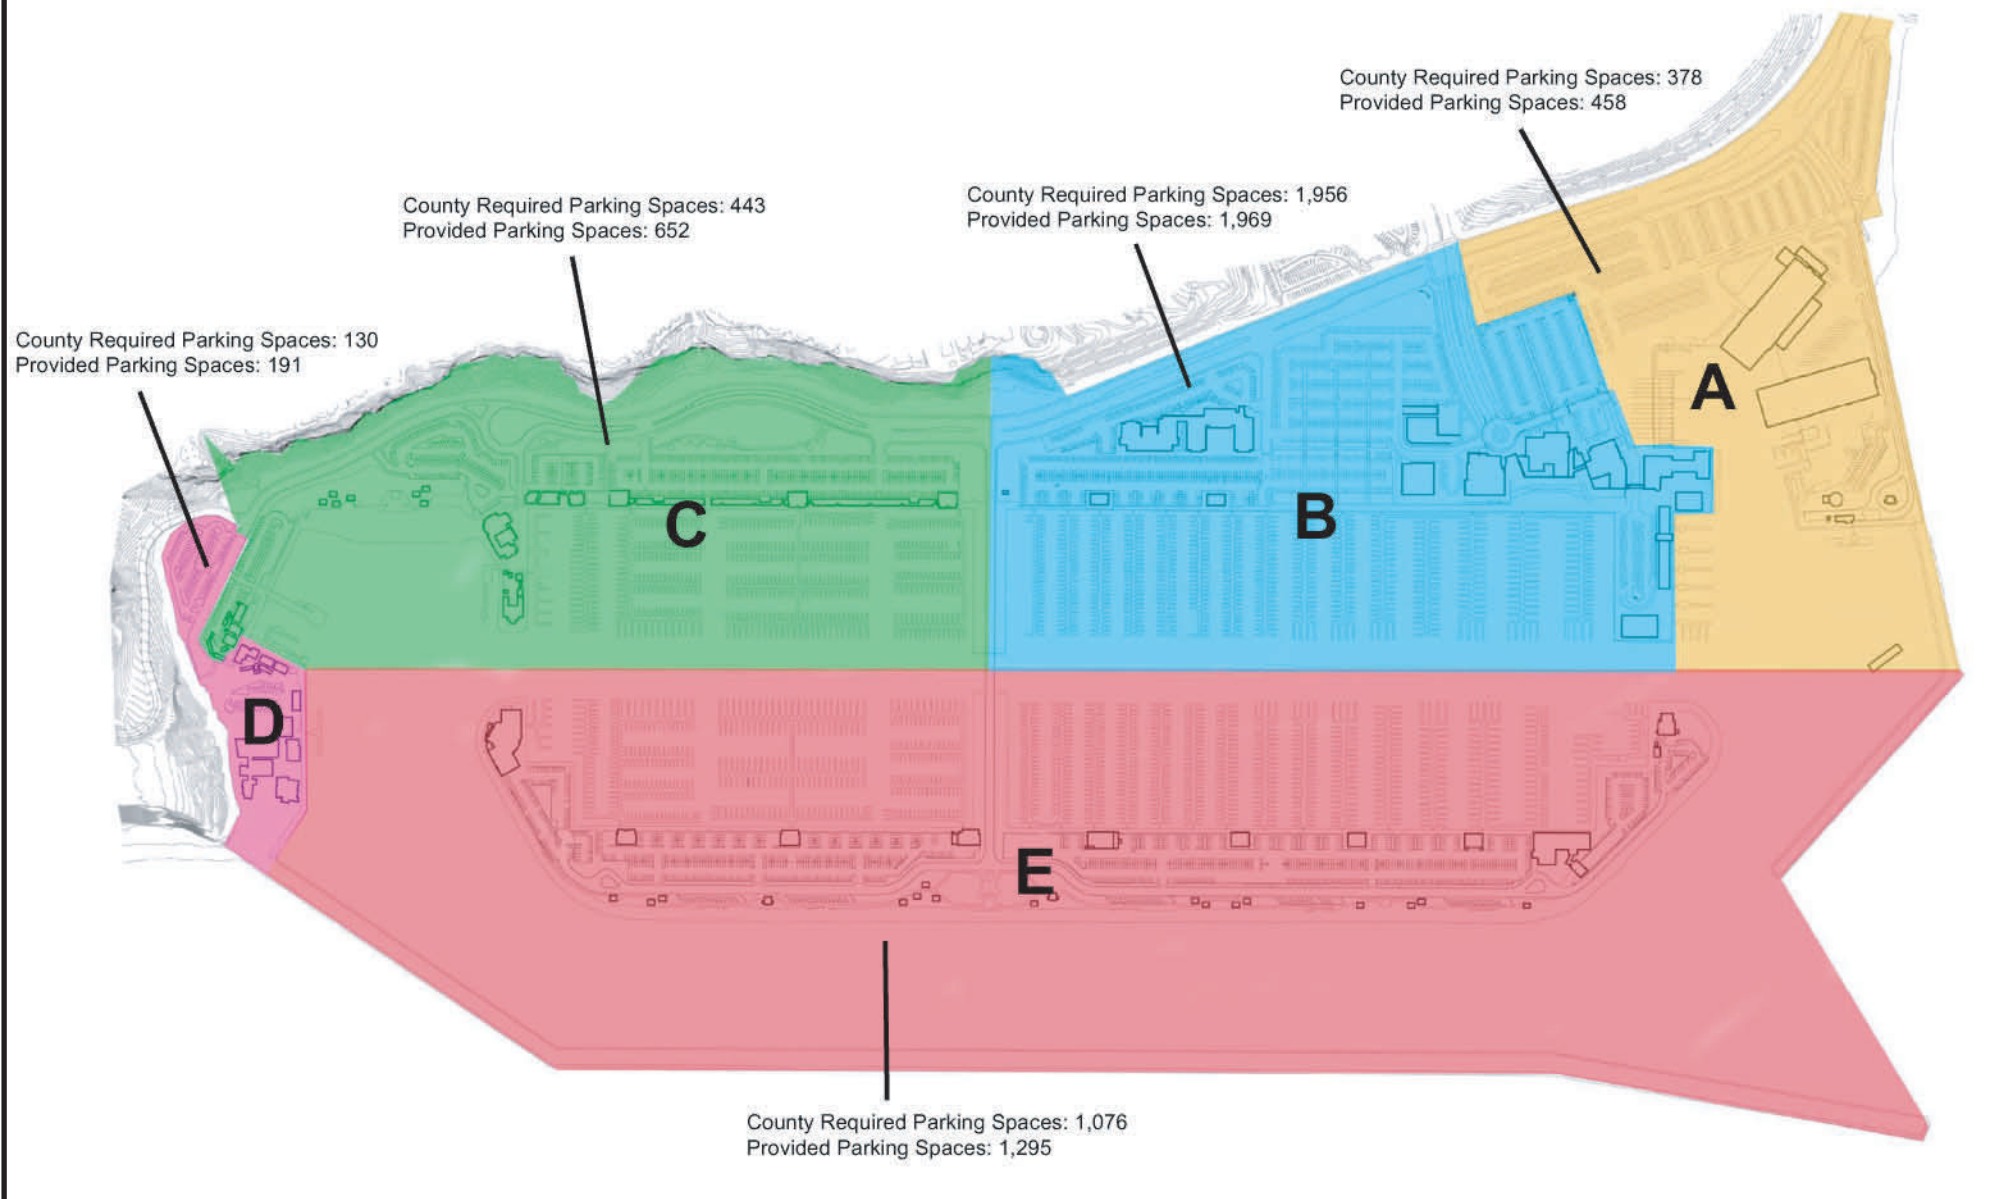 County Required Parking Spaces: 378
Provided Parking Spaces: 458
County Required Parking Spaces: 1,956
Provided Parking Spaces: 1,969
County Required Parking Spaces: 443
Provided Parking Spaces: 652
County Required Parking Spaces: 130
Provided Parking Spaces: 191
A
B
C
D
E
County Required Parking Spaces: 1,076
Provided Parking Spaces: 1,295